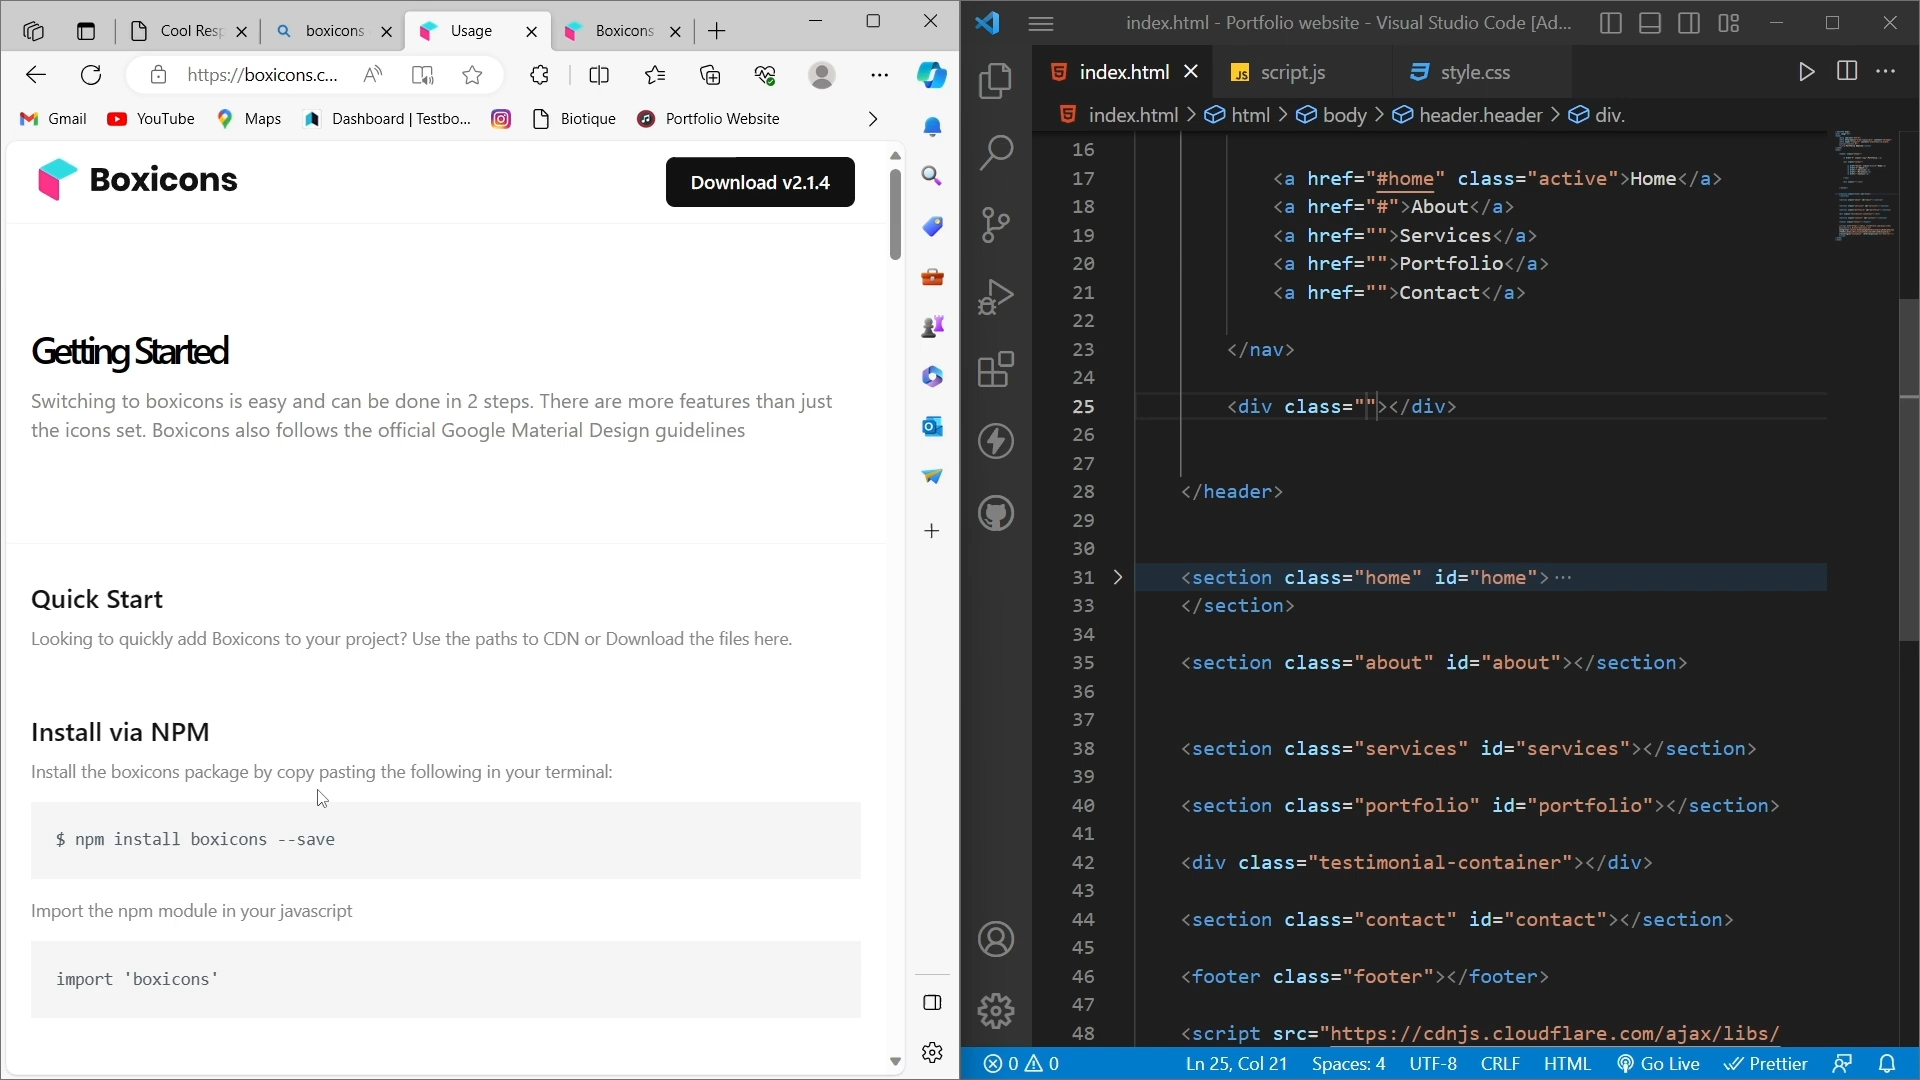 Cool Resp
boxicons
Usage
Boxicons
https://boxicons.c...
Gmail
YouTube
Maps
Dashboard | Testbo...
Biotique
Portfolio Website
Boxicons
Download v2.1.4
Getting Started
Switching to boxicons is easy and can be done in 2 steps. There are more features than just
the icons set. Boxicons also follows the official Google Material Design guidelines
Quick Start
Looking to quickly add Boxicons to your project? Use the paths to CDN or Download the files here.
Install via NPM
Install the boxicons package by copy pasting the following in your terminal:
$ npm install boxicons --save
Import the npm module in your javascript
import 'boxicons'
index.html - Portfolio website - Visual Studio Code [Ad...
index.html
JS script.js
style.css
index.html > html > body > header.header > div.
16
17 <a href="#home" class="active">Home</a>
18 <a href="#">About</a>
19 <a href="">Services</a>
20 <a href="">Portfolio</a>
21 <a href="">Contact</a>
22
23 </nav>
24
25 <div class=""></div>
26
27
28 </header>
29
30
31 <section class="home" id="home">···
33 </section>
34
35 <section class="about" id="about"></section>
36
37
38 <section class="services" id="services"></section>
39
40 <section class="portfolio" id="portfolio"></section>
41
42 <div class="testimonial-container"></div>
43
44 <section class="contact" id="contact"></section>
45
46 <footer class="footer"></footer>
47
48 <script src="https://cdnjs.cloudflare.com/ajax/libs/
0 0
Ln 25, Col 21
Spaces: 4
UTF-8
CRLF
HTML
Go Live
Prettier